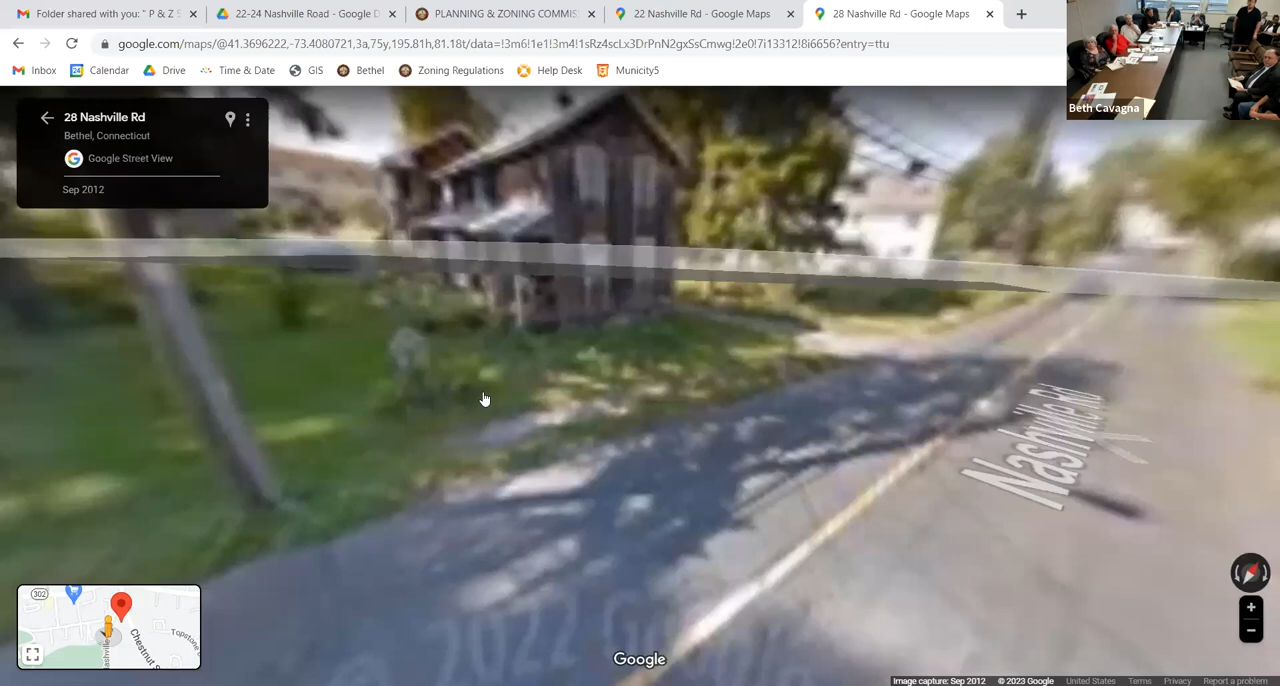 Folder shared with you: " P & Z S
22-24 Nashville Road - Google D
PLANNING & ZONING COMMIS
22 Nashville Rd - Google Maps
28 Nashville Rd - Google Maps
google.com/maps/@41.3696222,-73.4080721,3a,75y,195.81h,81.18t/data=!3m6!1e1!3m4!1sRz4scLx3DrPnN2gxSsCmwg!2e0!7i13312!8i6656?entry=ttu
Inbox
Calendar
Drive
Time & Date
GIS
Bethel
Zoning Regulations
Help Desk
Municity5
Beth Cavagna
28 Nashville Rd
Bethel, Connecticut
Google Street View
Sep 2012
Nashville Rd
2022
302
Chestnut S
Topstone
Nashville
Google
Image capture: Sep 2012 © 2023 Google United States Terms Privacy Report a problem